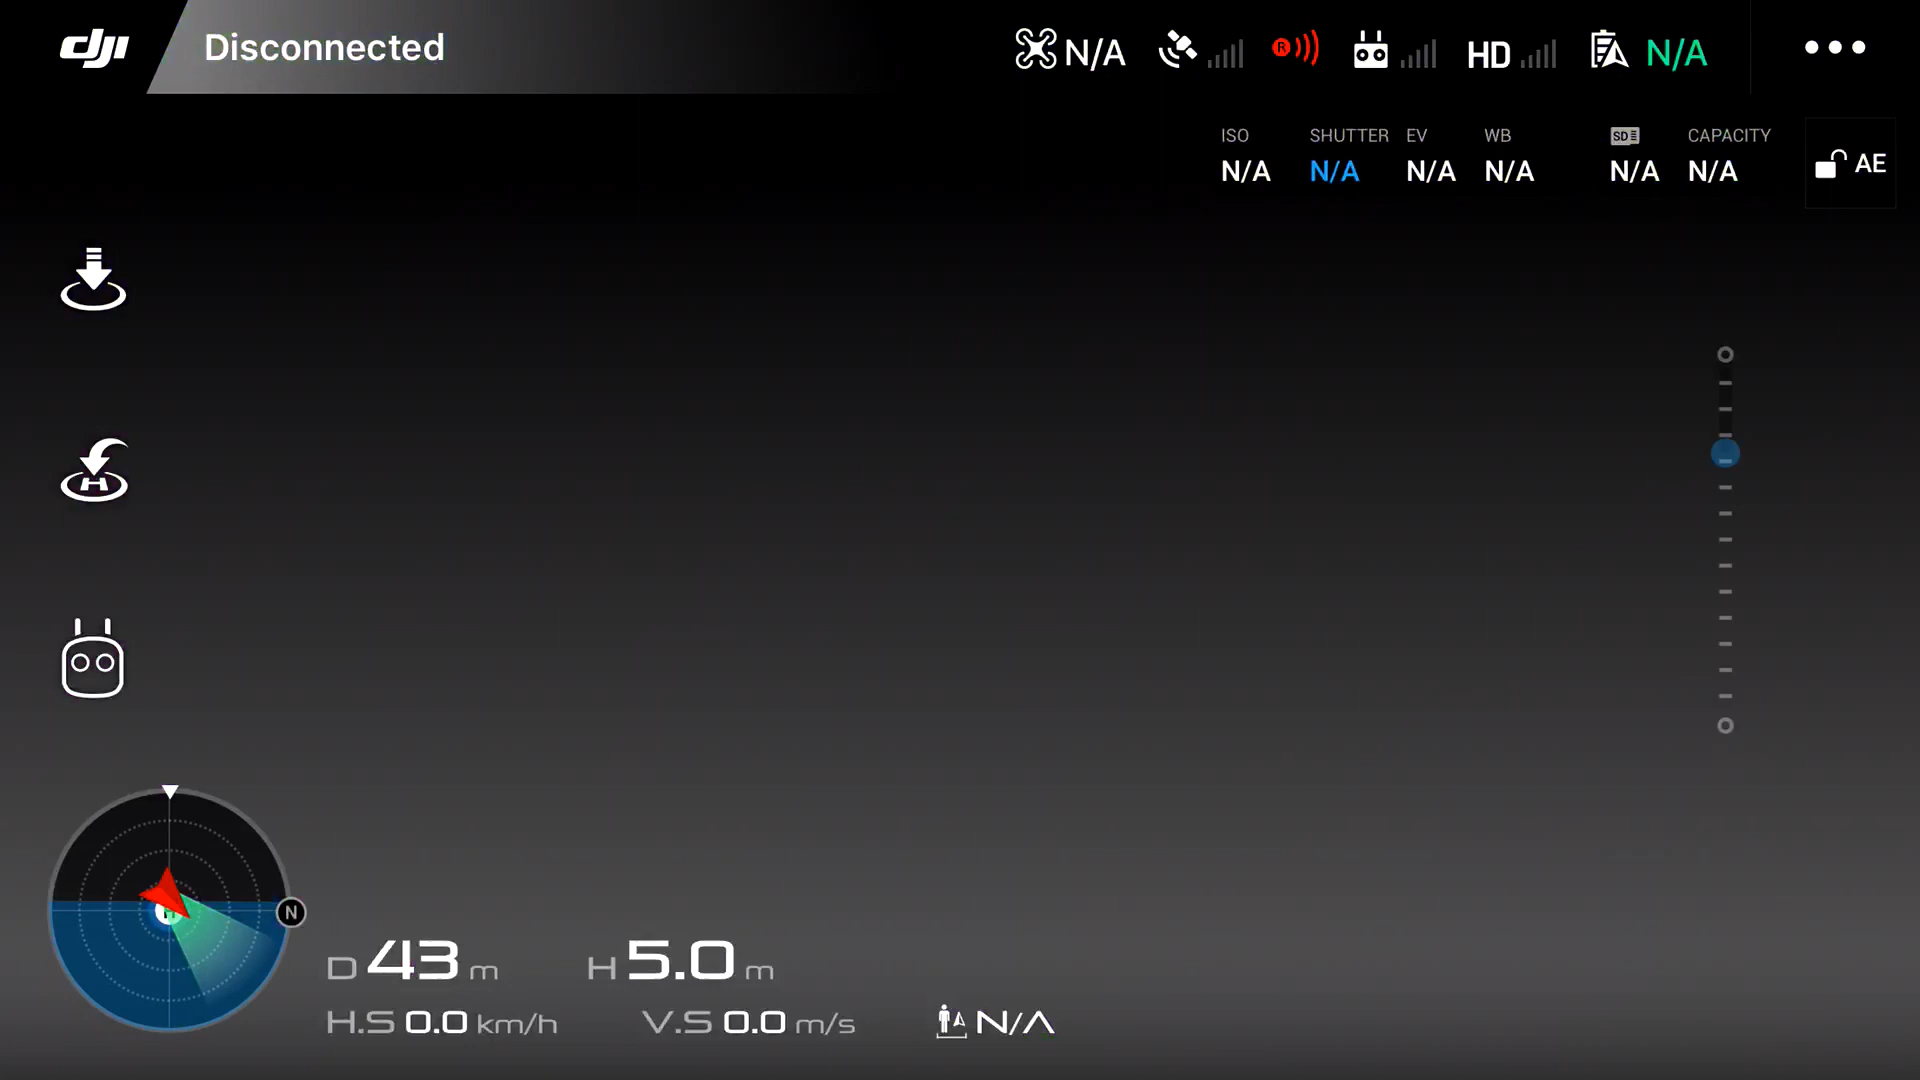 dji Disconnected N/A R HD N/A
ISO SHUTTER EV WB SD CAPACITY
N/A N/A N/A N/A N/A N/A AE
H
N
H
D 43 m H 5.0 m
H.S 0.0 km/h V.S 0.0 m/s N/A